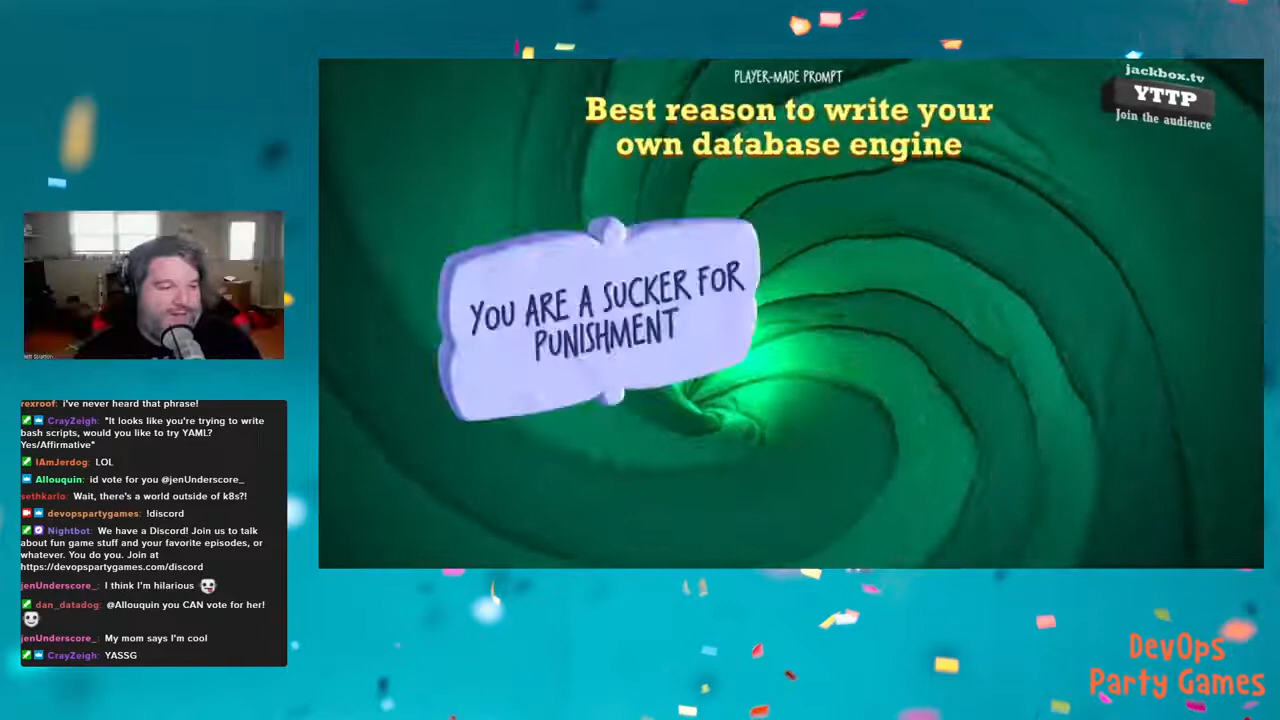 PLAYER-MADE PROMPT
Best reason to write your
own database engine
jackbox.tv
YTTP
Join the audience
YOU ARE A SUCKER FOR
PUNISHMENT
rexroof: i've never heard that phrase!
CrayZeigh: "It looks like you're trying to write
bash scripts, would you like to try YAML?
Yes/Affirmative"
IAmJerdog: LOL
Allouquin: id vote for you @jenUnderscore_
sethkarlo: Wait, there's a world outside of k8s?!
devopspartygames: !discord
Nightbot: We have a Discord! Join us to talk
about fun game stuff and your favorite episodes, or
whatever. You do you. Join at
https://devopspartygames.com/discord
jenUnderscore_: I think I'm hilarious
dan_datadog: @Allouquin you CAN vote for her!
jenUnderscore_: My mom says I'm cool
CrayZeigh: YASSG
DevOps
Party Games